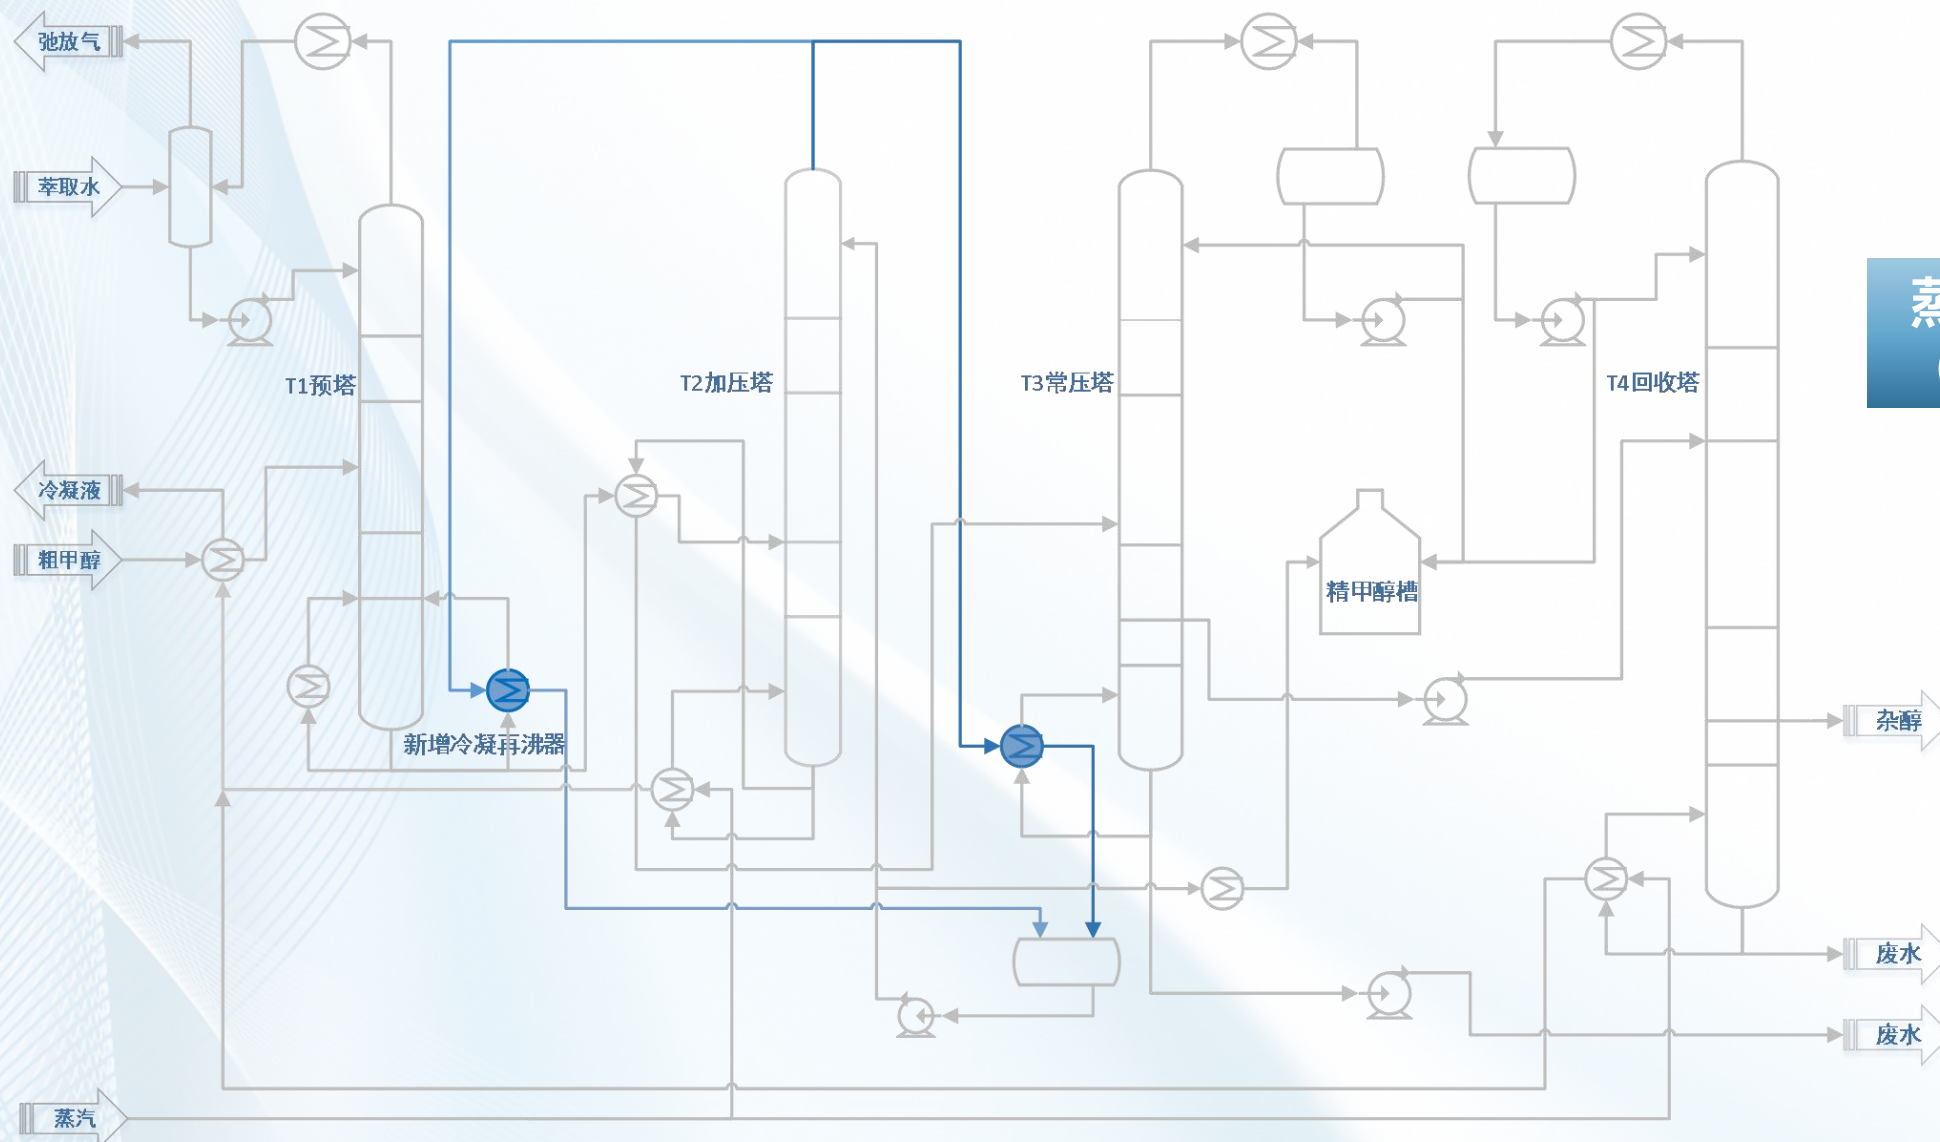 弛放气
萃取水
T1预塔
T2加压塔
T3常压塔
T4回收塔
冷凝液
粗甲醇
精甲醇槽
新增冷凝再沸器
杂醇
废水
废水
蒸汽